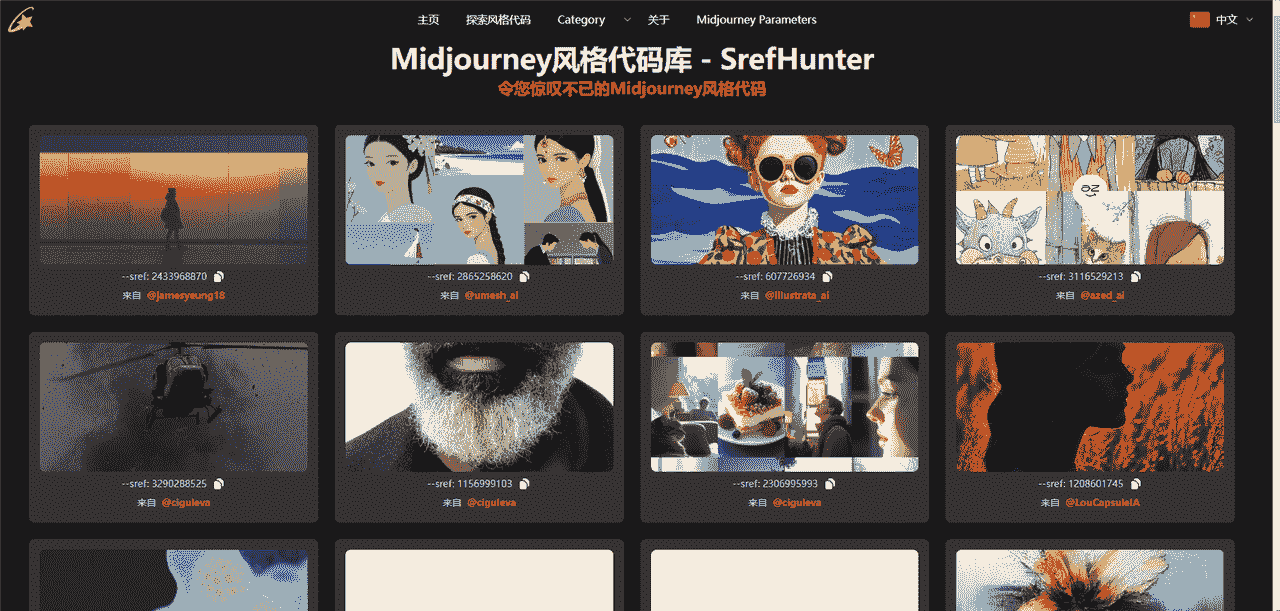 主页 探索风格代码 Category 关于 Midjourney Parameters 中文
Midjourney风格代码库 - SrefHunter
令您惊叹不已的Midjourney风格代码
--sref: 2433968870
来自 @jamesyeung18
--sref: 2865258620
来自 @umesh_ai
--sref: 607726934
来自 @illustrata_ai
--sref: 3116529213
来自 @azed_ai
--sref: 3290288525
来自 @ciguleva
--sref: 1156999103
来自 @ciguleva
--sref: 2306995993
来自 @ciguleva
--sref: 1208601745
来自 @LouCapsuleIA